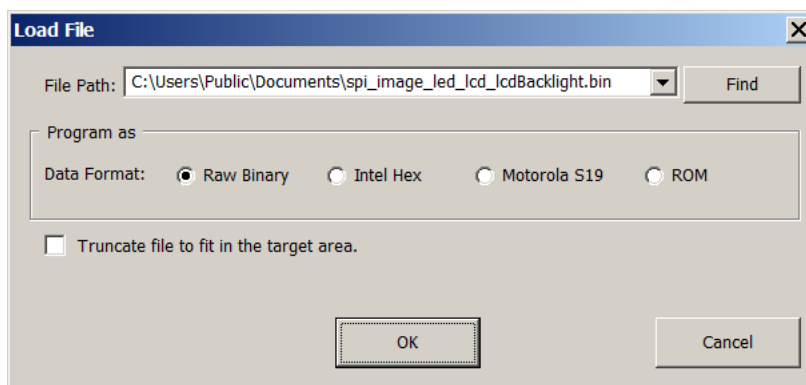 Load File
File Path: C:\Users\Public\Documents\spi_image_led_lcd_lcdBacklight.bin Find
Program as
Data Format: Raw Binary Intel Hex Motorola S19 ROM
Truncate file to fit in the target area.
OK Cancel